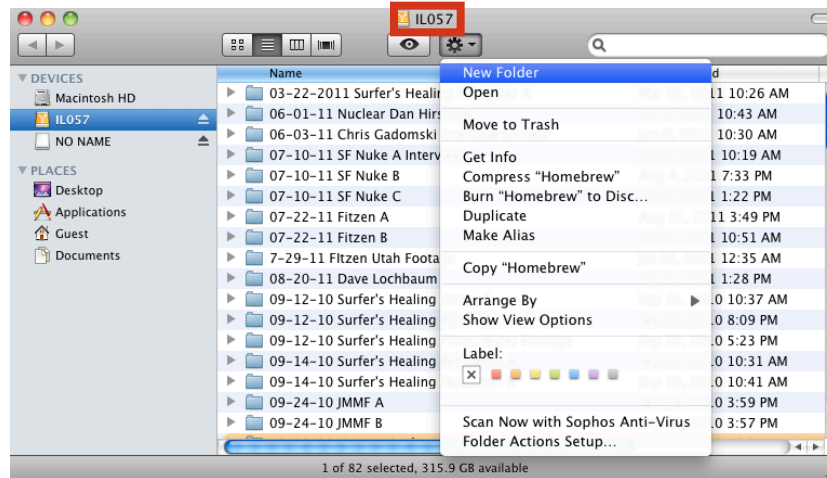 IL057
Name
d
DEVICES
Macintosh HD
IL057
NO NAME
PLACES
Desktop
Applications
Guest
Documents
03-22-2011 Surfer's Healin
06-01-11 Nuclear Dan Hirs
06-03-11 Chris Gadomski
07-10-11 SF Nuke A Interv
07-10-11 SF Nuke B
07-10-11 SF Nuke C
07-22-11 Fitzen A
07-22-11 Fitzen B
7-29-11 FItzen Utah Foota
08-20-11 Dave Lochbaum
09-12-10 Surfer's Healing
09-12-10 Surfer's Healing
09-12-10 Surfer's Healing
09-14-10 Surfer's Healing
09-14-10 Surfer's Healing
09-24-10 JMMF A
09-24-10 JMMF B
New Folder
Open
Move to Trash
Get Info
Compress “Homebrew”
Burn “Homebrew” to Disc...
Duplicate
Make Alias
Copy “Homebrew”
Arrange By
Show View Options
Label:
Scan Now with Sophos Anti-Virus
Folder Actions Setup...
11 10:26 AM
10:43 AM
10:30 AM
1 10:19 AM
1 7:33 PM
1 1:22 PM
11 3:49 PM
1 10:51 AM
1 12:35 AM
1 1:28 PM
.0 10:37 AM
.0 8:09 PM
.0 5:23 PM
.0 10:31 AM
.0 10:41 AM
.0 3:59 PM
.0 3:57 PM
1 of 82 selected, 315.9 GB available